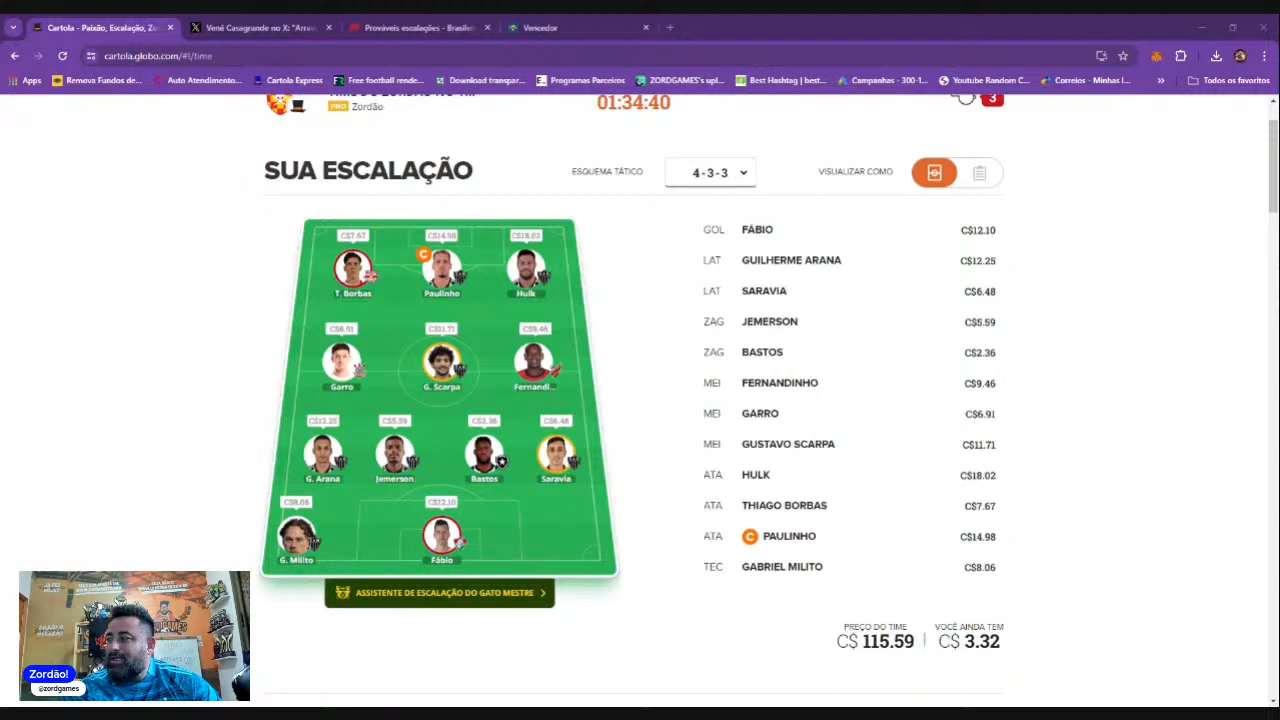 Cartola - Paixão, Escalação, Zo
Venê Casagrande no X: "Arras
Prováveis escalações - Brasilei
Vencedor
cartola.globo.com/#!/time
Apps
Remova Fundos de...
Auto Atendimento...
Cartola Express
Free football rende...
Download transpar...
Programas Parceiros
ZORDGAMES's upl...
Best Hashtag | best...
Campanhas - 300-1...
Youtube Random C...
Correios - Minhas I...
»
Todos os favoritos
PRO Zordão
01:34:40
3
SUA ESCALAÇÃO
ESQUEMA TÁTICO
4-3-3
VISUALIZAR COMO
C$7.67
C$14.98
C$18.02
C
T. Borbas
Paulinho
Hulk
C$6.91
C$11.71
C$9.46
Garro
G. Scarpa
Fernandi...
C$12.25
C$5.59
C$2.36
C$6.48
G. Arana
Jemerson
Bastos
Saravia
C$8.06
C$12.10
G. Milito
Fábio
ASSISTENTE DE ESCALAÇÃO DO GATO MESTRE
GOL FÁBIO C$12.10
LAT GUILHERME ARANA C$12.25
LAT SARAVIA C$6.48
ZAG JEMERSON C$5.59
ZAG BASTOS C$2.36
MEI FERNANDINHO C$9.46
MEI GARRO C$6.91
MEI GUSTAVO SCARPA C$11.71
ATA HULK C$18.02
ATA THIAGO BORBAS C$7.67
ATA C PAULINHO C$14.98
TEC GABRIEL MILITO C$8.06
PREÇO DO TIME
C$ 115.59
VOCÊ AINDA TEM
C$ 3.32
Zordão!
@zordgames